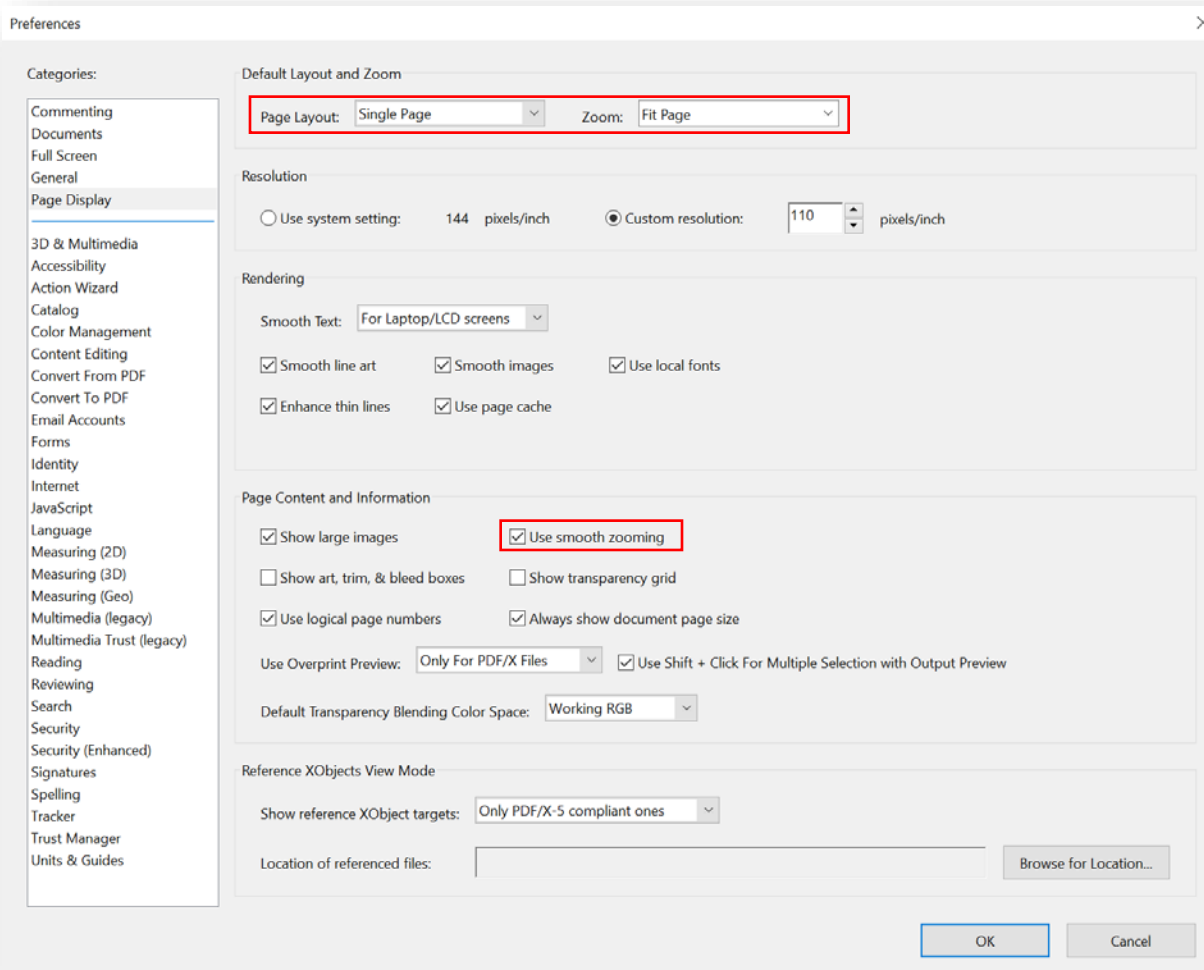 Preferences
Categories:
Commenting
Documents
Full Screen
General
Page Display
3D & Multimedia
Accessibility
Action Wizard
Catalog
Color Management
Content Editing
Convert From PDF
Convert To PDF
Email Accounts
Forms
Identity
Internet
JavaScript
Language
Measuring (2D)
Measuring (3D)
Measuring (Geo)
Multimedia (legacy)
Multimedia Trust (legacy)
Reading
Reviewing
Search
Security
Security (Enhanced)
Signatures
Spelling
Tracker
Trust Manager
Units & Guides
Default Layout and Zoom
Page Layout: Single Page Zoom: Fit Page
Resolution
Use system setting: 144 pixels/inch Custom resolution: 110 pixels/inch
Rendering
Smooth Text: For Laptop/LCD screens
Smooth line art Smooth images Use local fonts
Enhance thin lines Use page cache
Page Content and Information
Show large images Use smooth zooming
Show art, trim, & bleed boxes Show transparency grid
Use logical page numbers Always show document page size
Use Overprint Preview: Only For PDF/X Files Use Shift + Click For Multiple Selection with Output Preview
Default Transparency Blending Color Space: Working RGB
Reference XObjects View Mode
Show reference XObject targets: Only PDF/X-5 compliant ones
Location of referenced files: Browse for Location...
OK Cancel